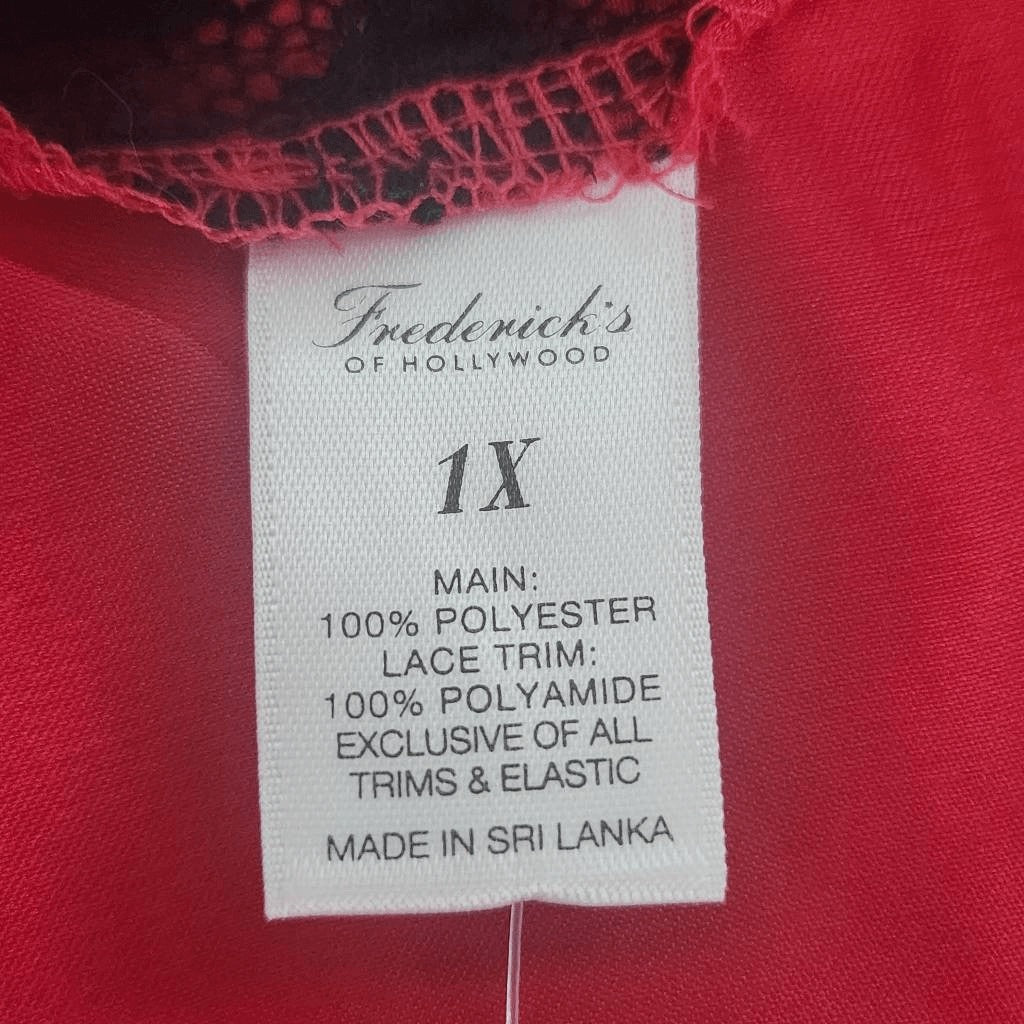 Frederick's
OF HOLLYWOOD
1X
MAIN:
100% POLYESTER
LACE TRIM:
100% POLYAMIDE
EXCLUSIVE OF ALL
TRIMS & ELASTIC
MADE IN SRI LANKA